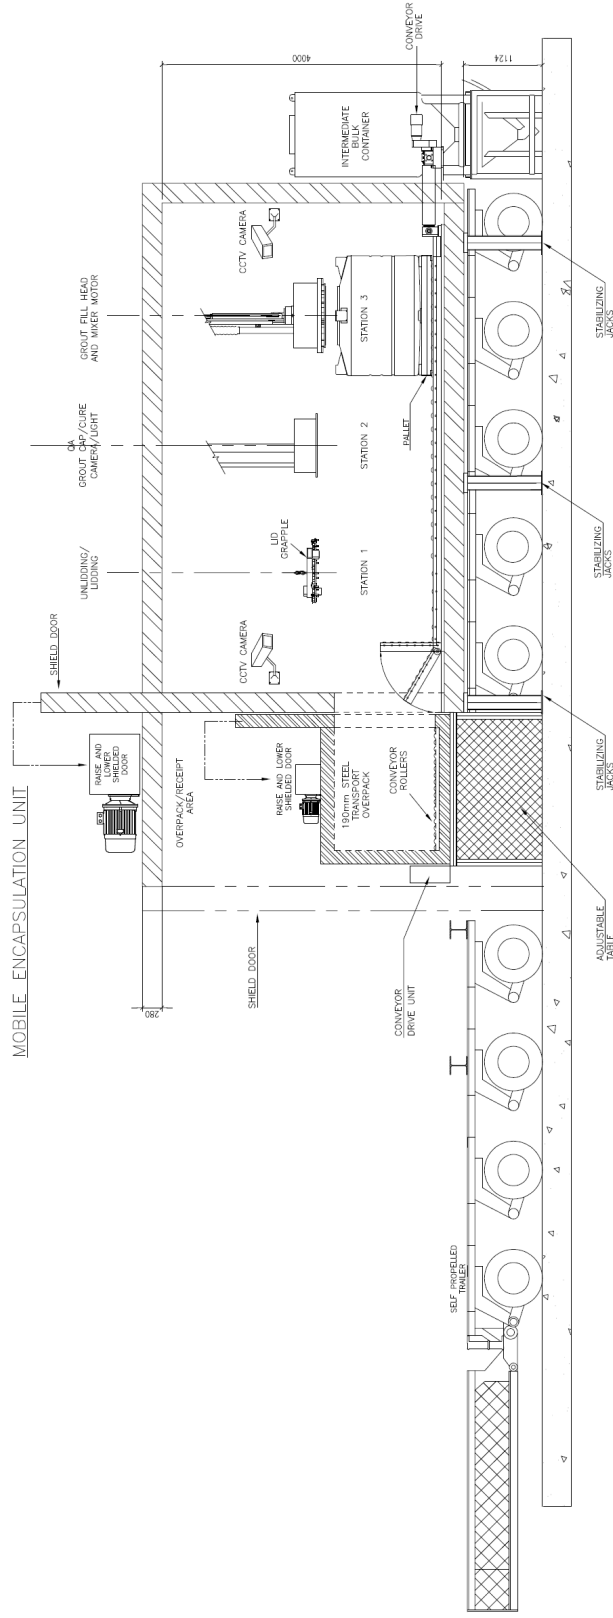 MOBILE ENCAPSULATION UNIT
SHIELD DOOR
RAISE AND
LOWER
SHIELDED
DOOR
UNLIDDING/
LIDDING
QA
GROUT CAP/CURE
CAMERA/LIGHT
GROUT FILL HEAD
AND MIXER MOTOR
280
OVERPACK/RECEIPT
AREA
4000
SHIELD DOOR
RAISE AND LOWER
SHIELDED DOOR
CCTV CAMERA
LID
GRAPPLE
CCTV CAMERA
190mm STEEL
TRANSPORT
OVERPACK
STATION 1
STATION 2
STATION 3
INTERMEDIATE
BULK
CONTAINER
CONVEYOR
DRIVE
CONVEYOR
ROLLERS
PALLET
CONVEYOR
DRIVE UNIT
SELF PROPELLED
TRAILER
1124
ADJUSTABLE
TABLE
STABILIZING
JACKS
STABILIZING
JACKS
STABILIZING
JACKS